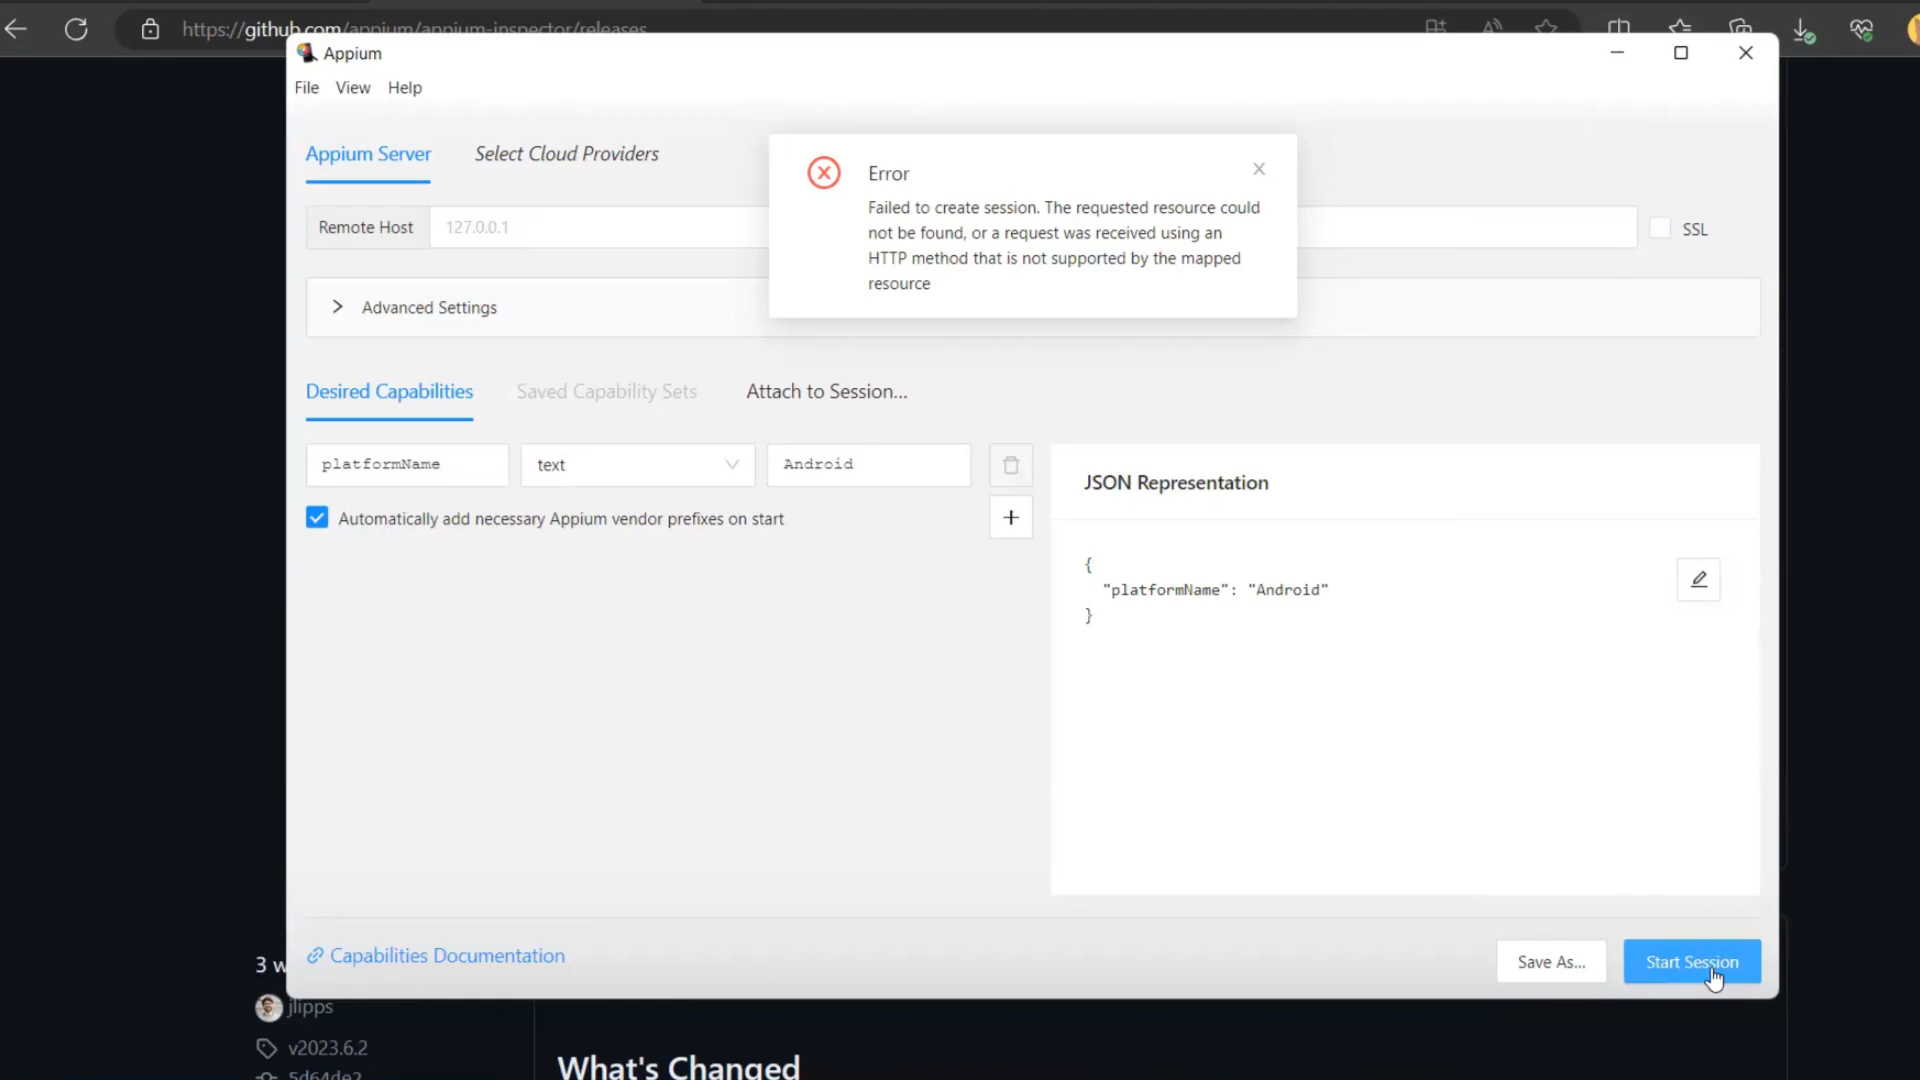 https://github.com/appium/appium-inspector/releases
Appium
File View Help
Appium Server Select Cloud Providers
Error
Failed to create session. The requested resource could
not be found, or a request was received using an
HTTP method that is not supported by the mapped
resource
Remote Host 127.0.0.1 SSL
Advanced Settings
Desired Capabilities Saved Capability Sets Attach to Session...
platformName text Android
Automatically add necessary Appium vendor prefixes on start
JSON Representation
{
"platformName": "Android"
}
Capabilities Documentation
Save As... Start Session
3 w
jlipps
v2023.6.2
5d64de2
What's Changed